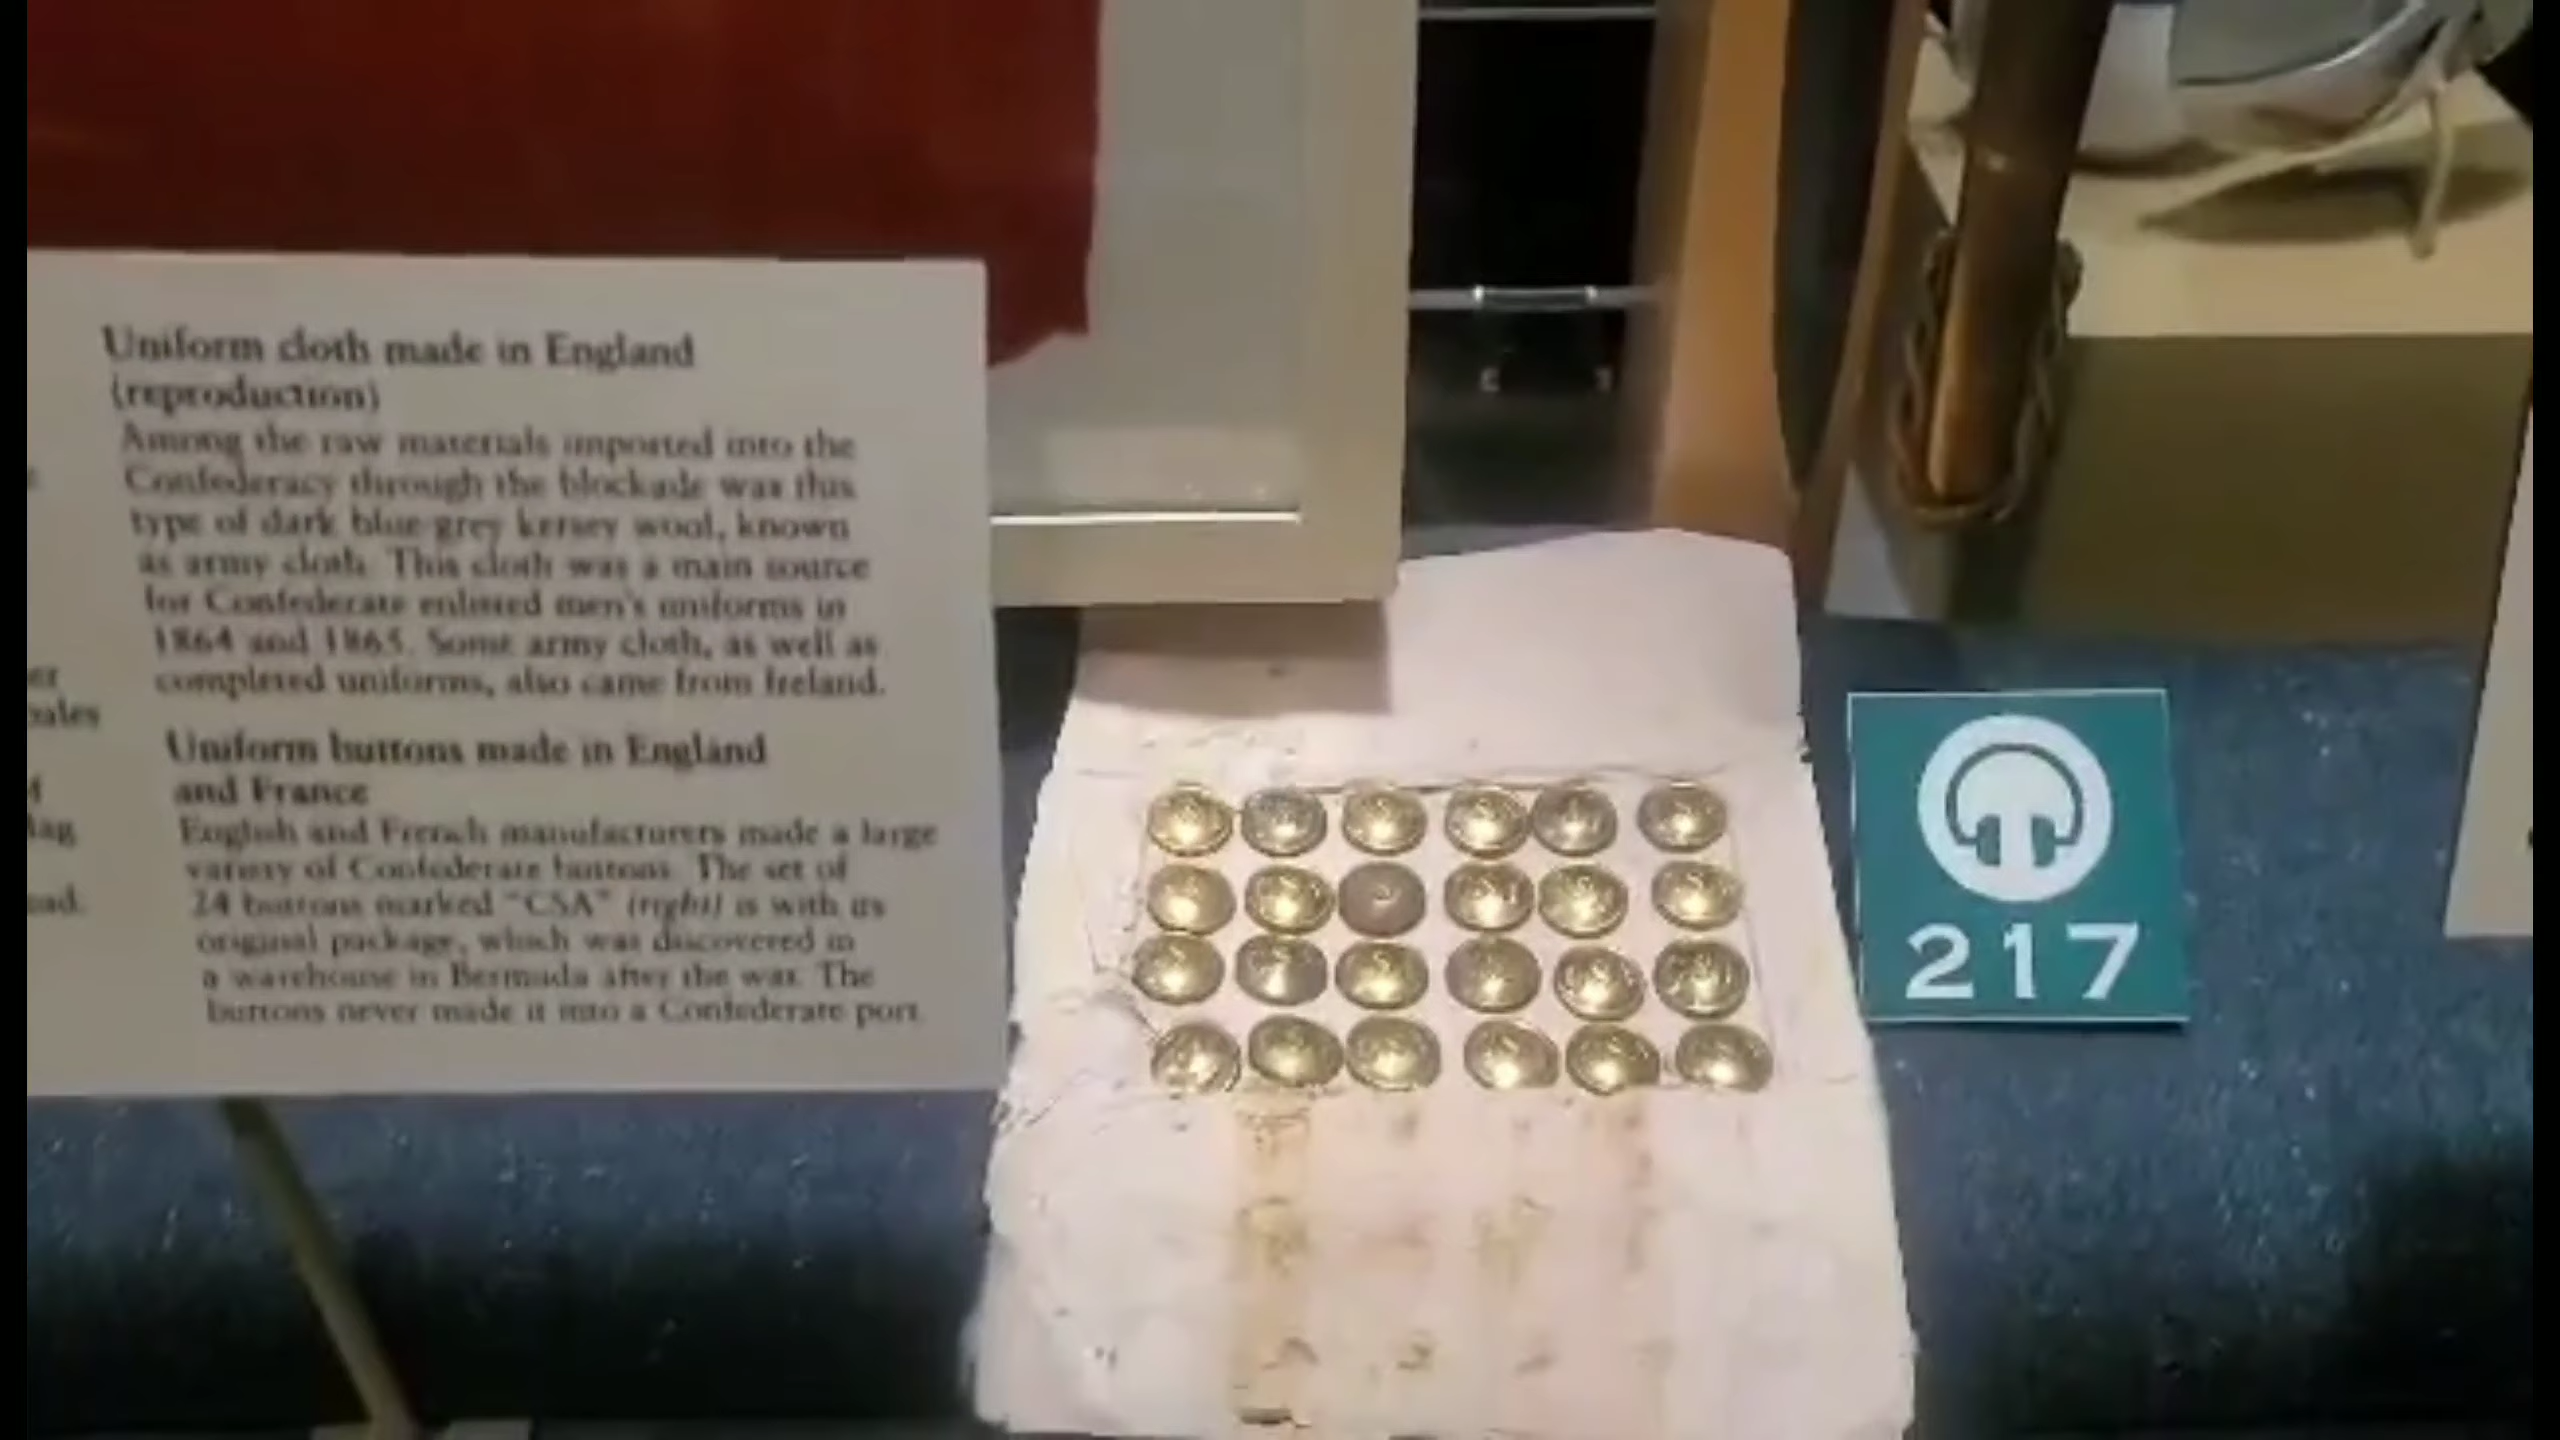 Uniform cloth made in England
(reproduction)
Among the raw materials imported into the
Confederacy through the blockade was this
type of dark blue-grey kersey wool, known
as army cloth. This cloth was a main source
for Confederate enlisted men's uniforms in
1864 and 1865. Some army cloth, as well as
completed uniforms, also came from Ireland.
Uniform buttons made in England
and France
English and French manufacturers made a large
variety of Confederate buttons. The set of
24 buttons marked "CSA" (right) is with its
original package, which was discovered in
a warehouse in Bermuda after the war. The
buttons never made it into a Confederate port.
217